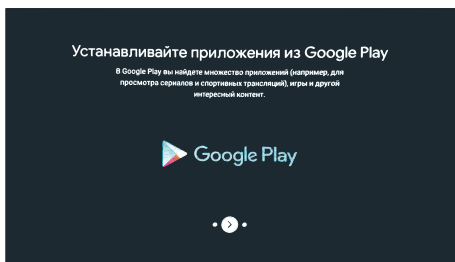 Устанавливайте приложения из Google Play
В Google Play вы найдете множество приложений (например, для
просмотра сериалов и спортивных трансляций), игры и другой
интересный контент.
Google Play